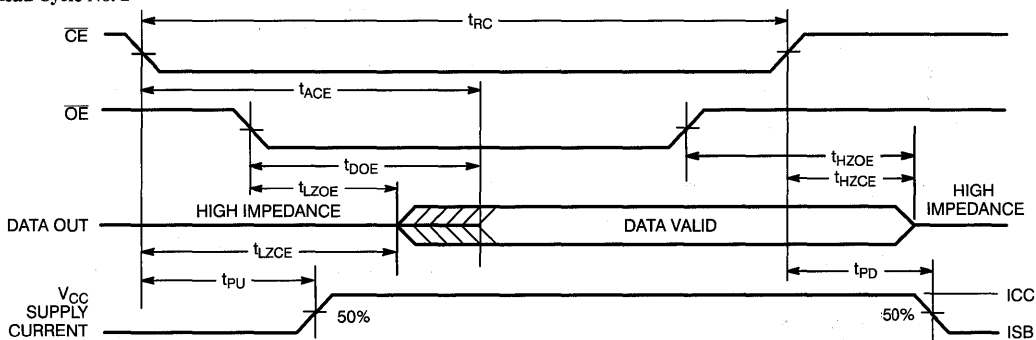 Read Cycle No. 2
tRC
CE
tACE
OE
tDOE
tHZOE
tLZOE
tHZCE
HIGH IMPEDANCE
HIGH
IMPEDANCE
DATA OUT
DATA VALID
tLZCE
tPU
tPD
VCC
SUPPLY
CURRENT
50%
50%
ICC
ISB